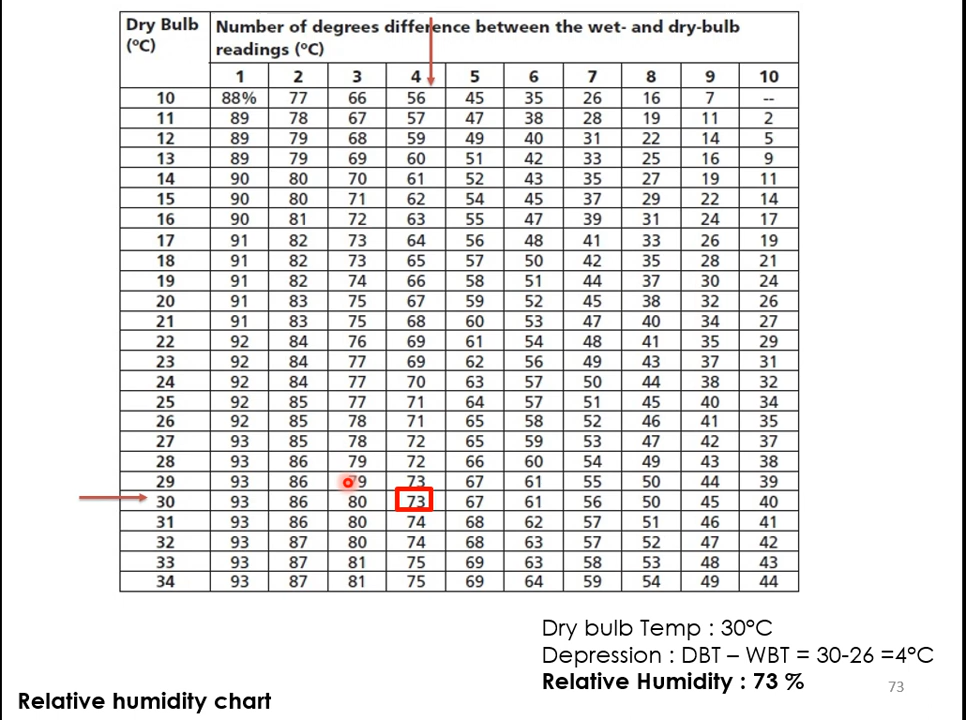 Dry Bulb (ºC) Number of degrees difference between the wet- and dry-bulb readings (ºC)
1 2 3 4 5 6 7 8 9 10
10 88% 77 66 56 45 35 26 16 7 --
11 89 78 67 57 47 38 28 19 11 2
12 89 79 68 59 49 40 31 22 14 5
13 89 79 69 60 51 42 33 25 16 9
14 90 80 70 61 52 43 35 27 19 11
15 90 80 71 62 54 45 37 29 22 14
16 90 81 72 63 55 47 39 31 24 17
17 91 82 73 64 56 48 41 33 26 19
18 91 82 73 65 57 50 42 35 28 21
19 91 82 74 66 58 51 44 37 30 24
20 91 83 75 67 59 52 45 38 32 26
21 91 83 75 68 60 53 47 40 34 27
22 92 84 76 69 61 54 48 41 35 29
23 92 84 77 69 62 56 49 43 37 31
24 92 84 77 70 63 57 50 44 38 32
25 92 85 77 71 64 57 51 45 40 34
26 92 85 78 71 65 58 52 46 41 35
27 93 85 78 72 65 59 53 47 42 37
28 93 86 79 72 66 60 54 49 43 38
29 93 86 79 73 67 61 55 50 44 39
30 93 86 80 73 67 61 56 50 45 40
31 93 86 80 74 68 62 57 51 46 41
32 93 87 80 74 68 63 57 52 47 42
33 93 87 81 75 69 63 58 53 48 43
34 93 87 81 75 69 64 59 54 49 44
Dry bulb Temp : 30°C
Depression : DBT – WBT = 30-26 =4°C
Relative Humidity : 73 %
73
Relative humidity chart